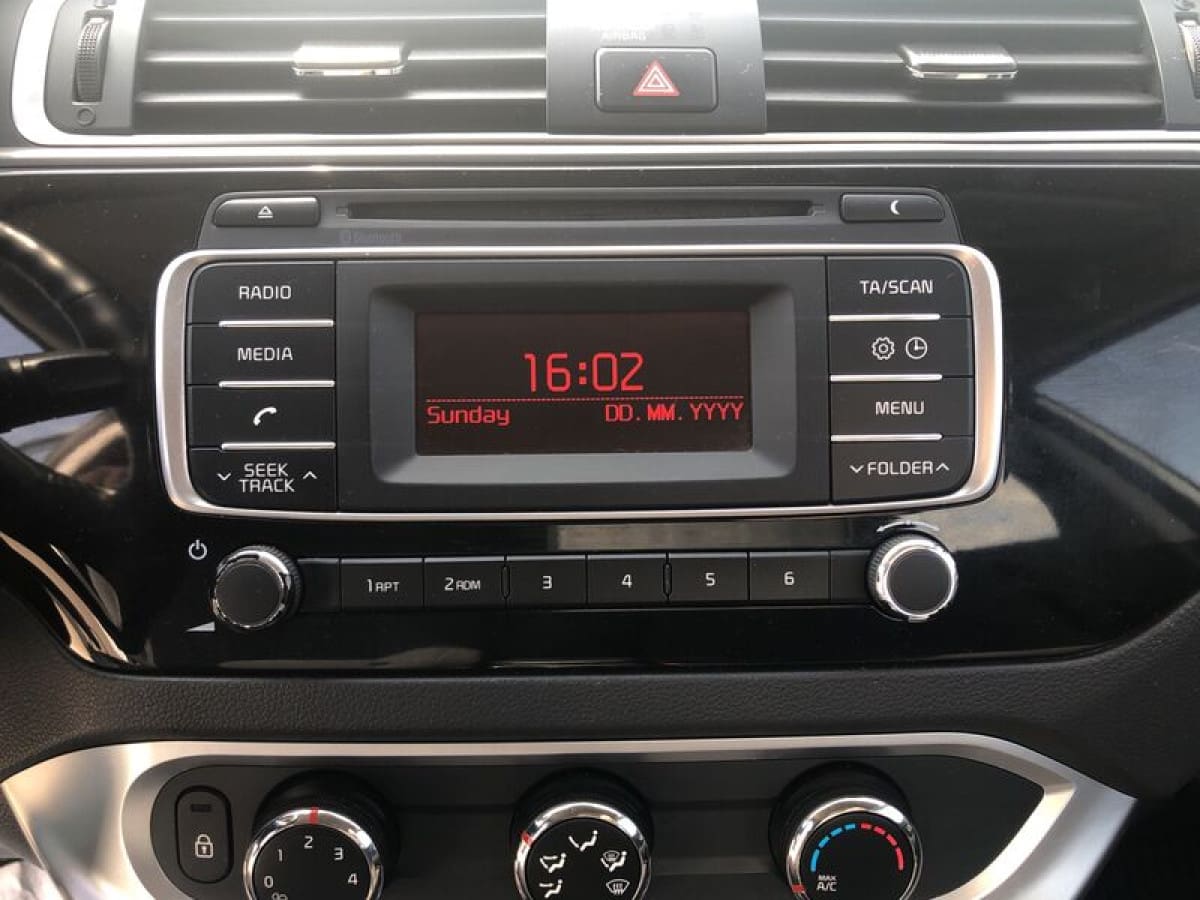 AIRBAG
Bluetooth
RADIO
TA/SCAN
MEDIA
16:02
Sunday DD.MM.YYYY
MENU
SEEK
TRACK
FOLDER
1 RPT 2 RDM 3 4 5 6
0 1 2 3 4
MAX
A/C